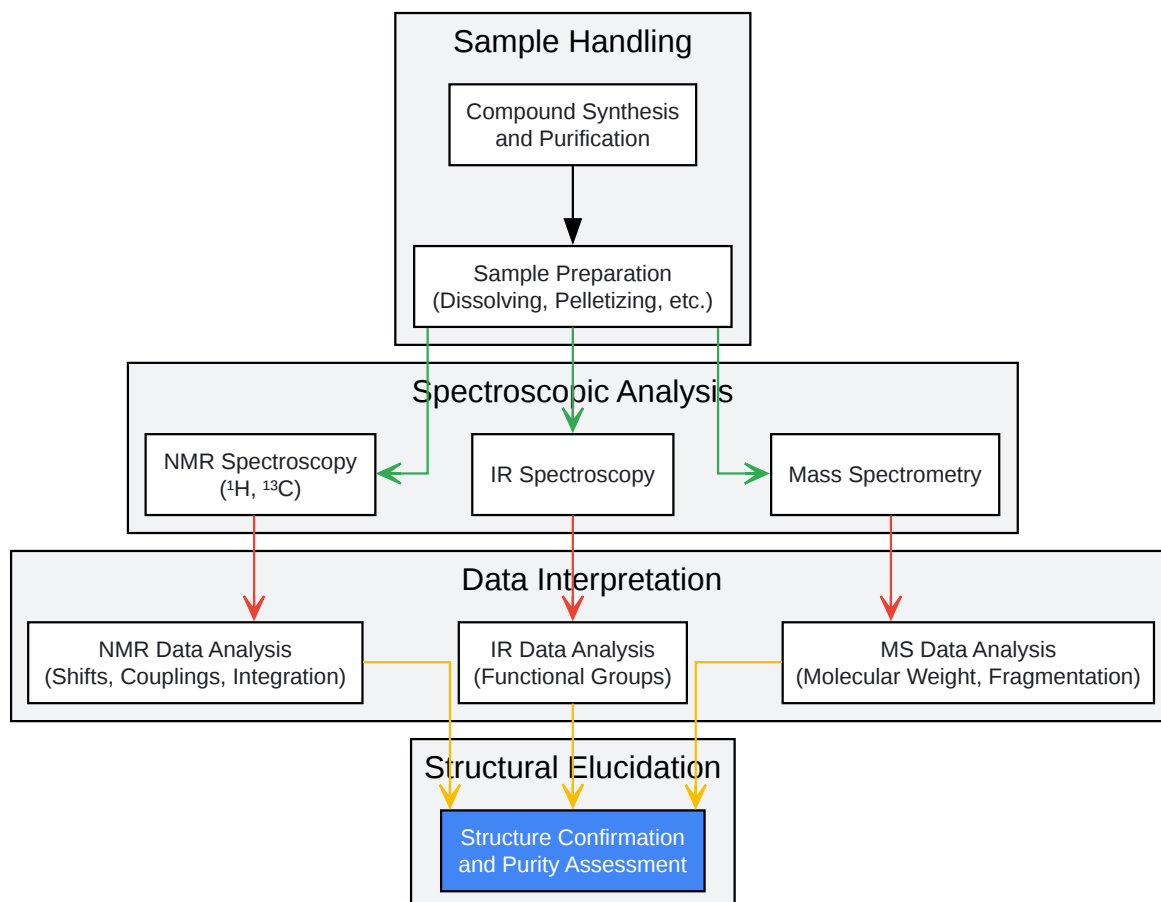 Sample Handling
Compound Synthesis
and Purification
Sample Preparation
(Dissolving, Pelletizing, etc.)
Spectroscopic Analysis
NMR Spectroscopy
(¹H, ¹³C)
IR Spectroscopy
Mass Spectrometry
Data Interpretation
NMR Data Analysis
(Shifts, Couplings, Integration)
IR Data Analysis
(Functional Groups)
MS Data Analysis
(Molecular Weight, Fragmentation)
Structural Elucidation
Structure Confirmation
and Purity Assessment